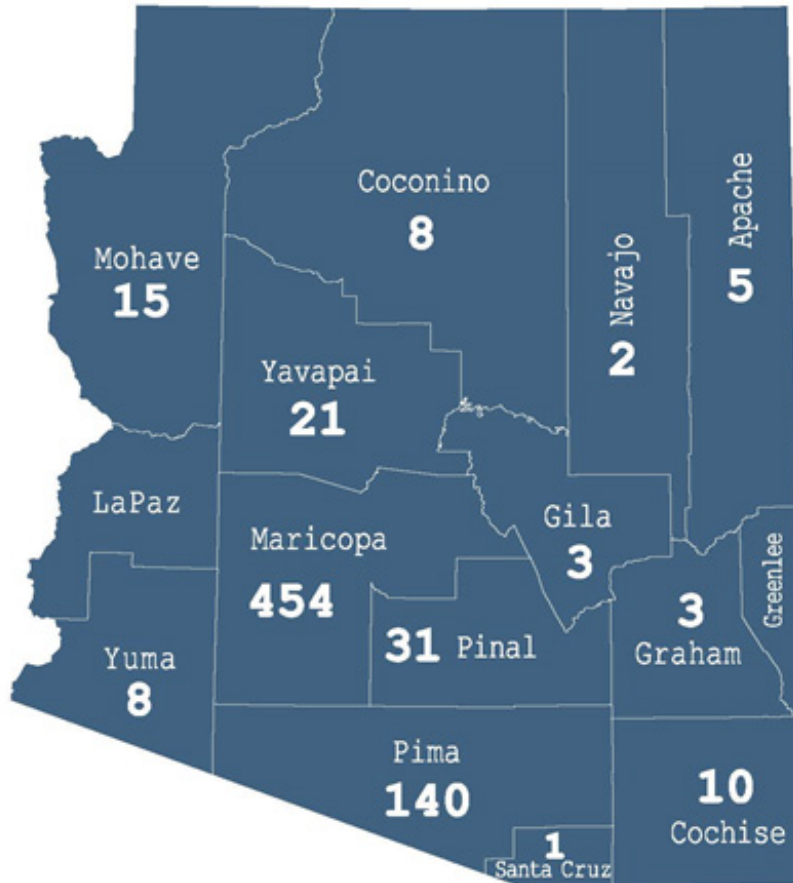 Coconino
8
Apache
5
Navajo
2
Mohave
15
Yavapai
21
LaPaz
Maricopa
454
Gila
3
Greenlee
3
Graham
31 Pinal
Yuma
8
Pima
140
10
Cochise
1
Santa Cruz